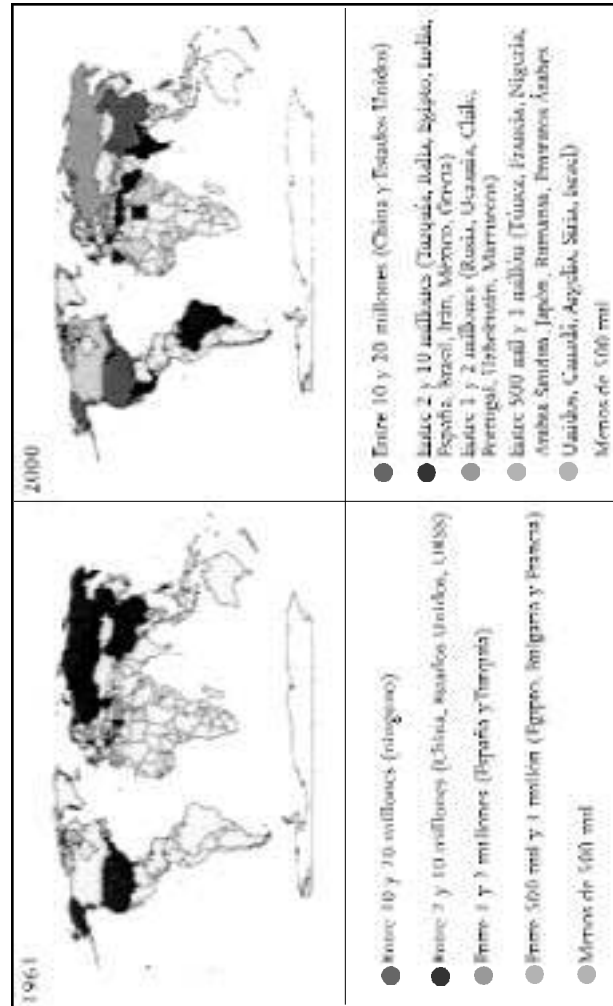 1961
Entre 10 y 20 millones (ninguno)
Entre 2 y 10 millones (China, Estados Unidos, URSS)
Entre 1 y 2 millones (España y Turquía)
Entre 500 mil y 1 millón (Egipto, Bulgaria y Francia)
Menos de 500 mil
2000
Entre 10 y 20 millones (China y Estados Unidos)
Entre 2 y 10 millones (Turquía, Italia, Egipto, India,
España, Brasil, Irán, México, Grecia)
Entre 1 y 2 millones (Rusia, Ucrania, Chile,
Portugal, Uzbekistán, Marruecos)
Entre 500 mil y 1 millón (Túnez, Francia, Nigeria,
Arabia Saudita, Japón, Rumania, Emiratos Árabes
Unidos, Canadá, Argelia, Siria, Israel)
Menos de 500 mil